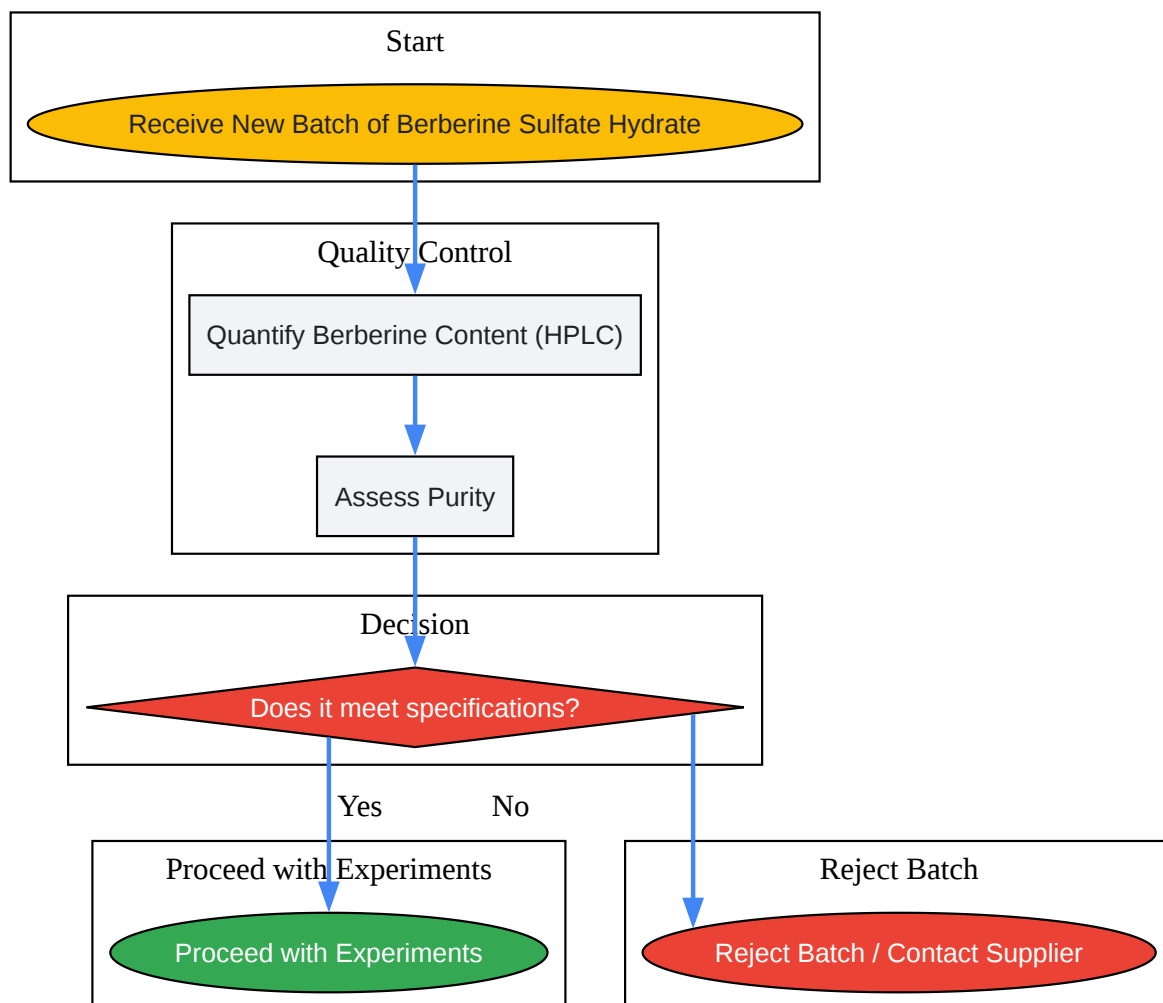 Start
Receive New Batch of Berberine Sulfate Hydrate
Quality Control
Quantify Berberine Content (HPLC)
Assess Purity
Decision
Does it meet specifications?
Yes
No
Proceed with Experiments
Proceed with Experiments
Reject Batch
Reject Batch / Contact Supplier